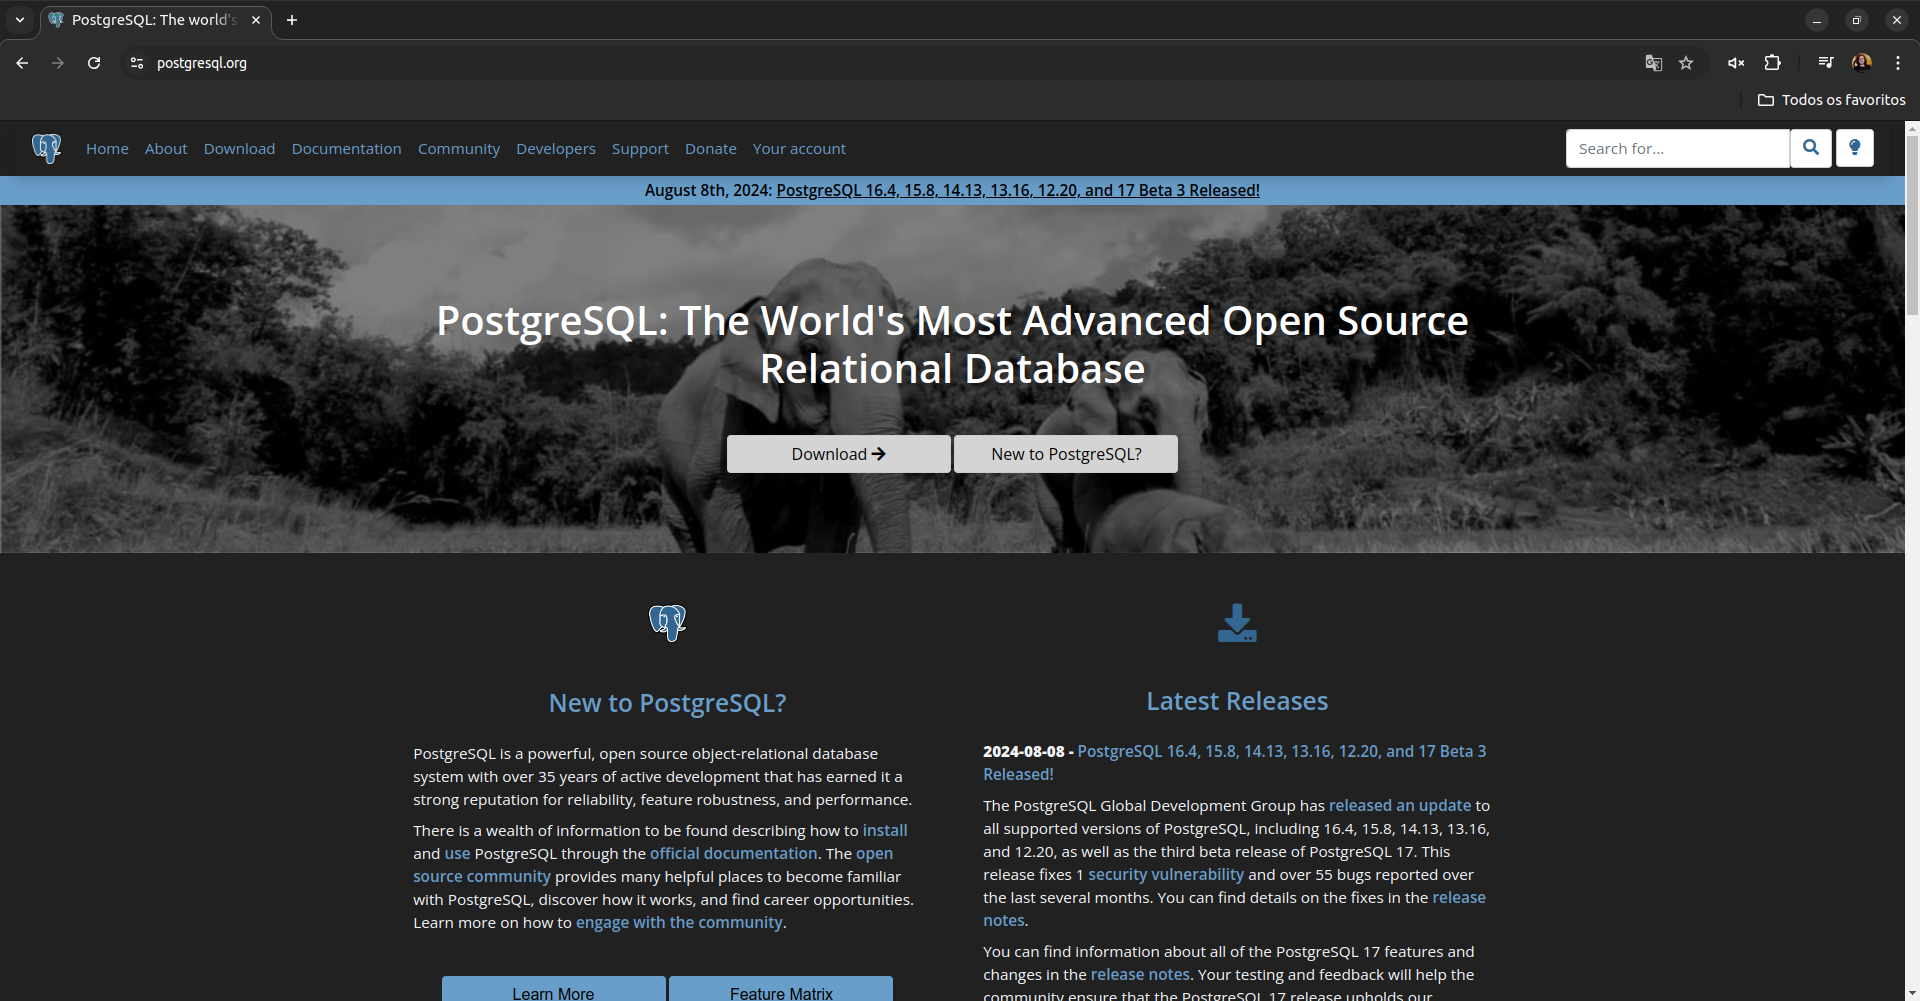 PostgreSQL: The world's
postgresql.org
Todos os favoritos
Home About Download Documentation Community Developers Support Donate Your account
Search for...
August 8th, 2024: PostgreSQL 16.4, 15.8, 14.13, 13.16, 12.20, and 17 Beta 3 Released!
PostgreSQL: The World's Most Advanced Open Source
Relational Database
Download
New to PostgreSQL?
New to PostgreSQL?
PostgreSQL is a powerful, open source object-relational database
system with over 35 years of active development that has earned it a
strong reputation for reliability, feature robustness, and performance.
There is a wealth of information to be found describing how to install
and use PostgreSQL through the official documentation. The open
source community provides many helpful places to become familiar
with PostgreSQL, discover how it works, and find career opportunities.
Learn more on how to engage with the community.
Learn More
Feature Matrix
Latest Releases
2024-08-08 - PostgreSQL 16.4, 15.8, 14.13, 13.16, 12.20, and 17 Beta 3
Released!
The PostgreSQL Global Development Group has released an update to
all supported versions of PostgreSQL, including 16.4, 15.8, 14.13, 13.16,
and 12.20, as well as the third beta release of PostgreSQL 17. This
release fixes 1 security vulnerability and over 55 bugs reported over
the last several months. You can find details on the fixes in the release
notes.
You can find information about all of the PostgreSQL 17 features and
changes in the release notes. Your testing and feedback will help the
community ensure that the PostgreSQL 17 release upholds our